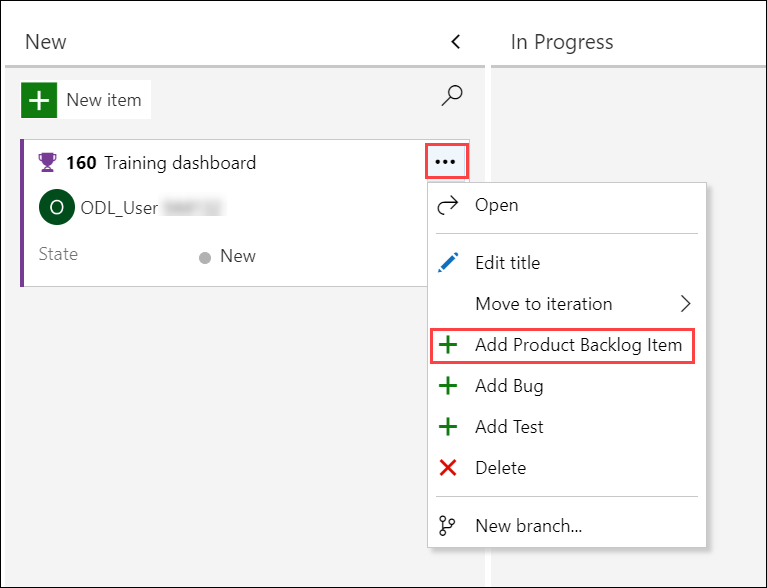 New
In Progress
New item
160 Training dashboard
O ODL_User
State New
Open
Edit title
Move to iteration
Add Product Backlog Item
Add Bug
Add Test
Delete
New branch...